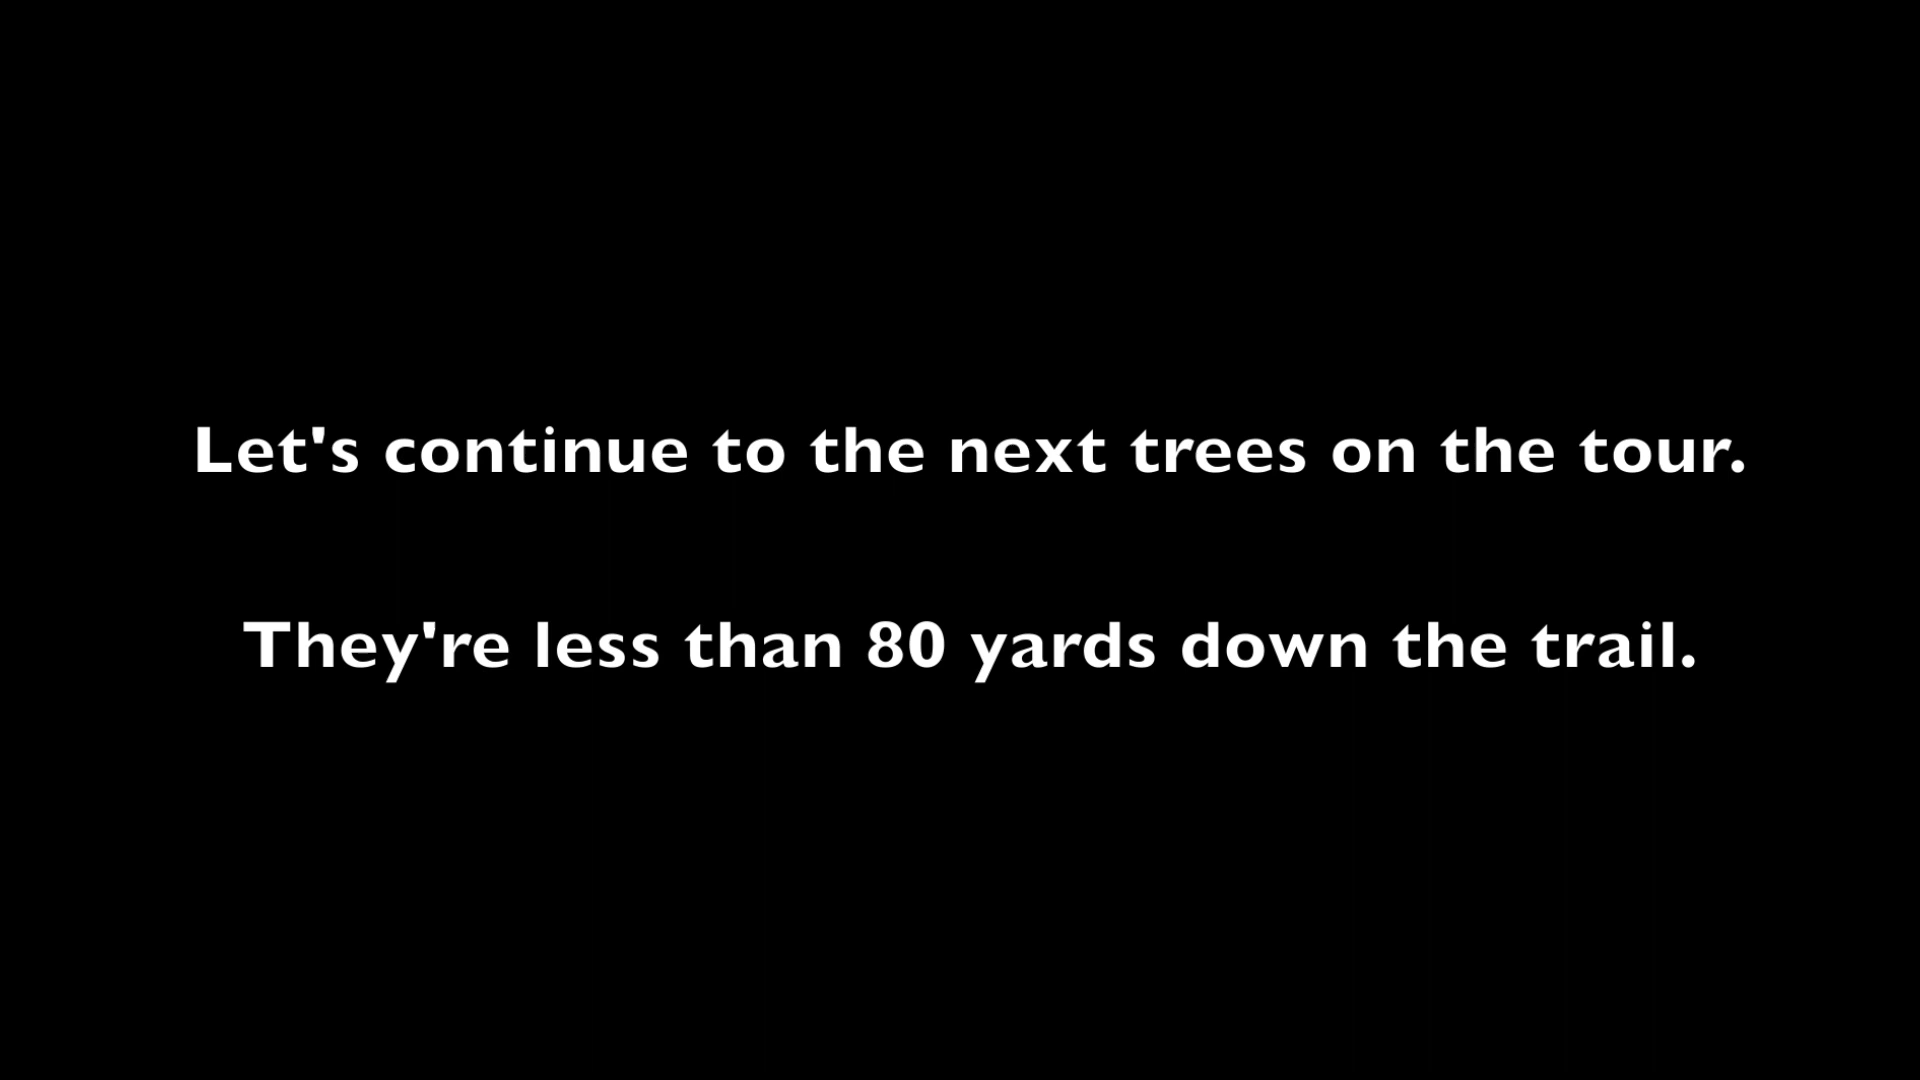 Let's continue to the next trees on the tour.
They're less than 80 yards down the trail.